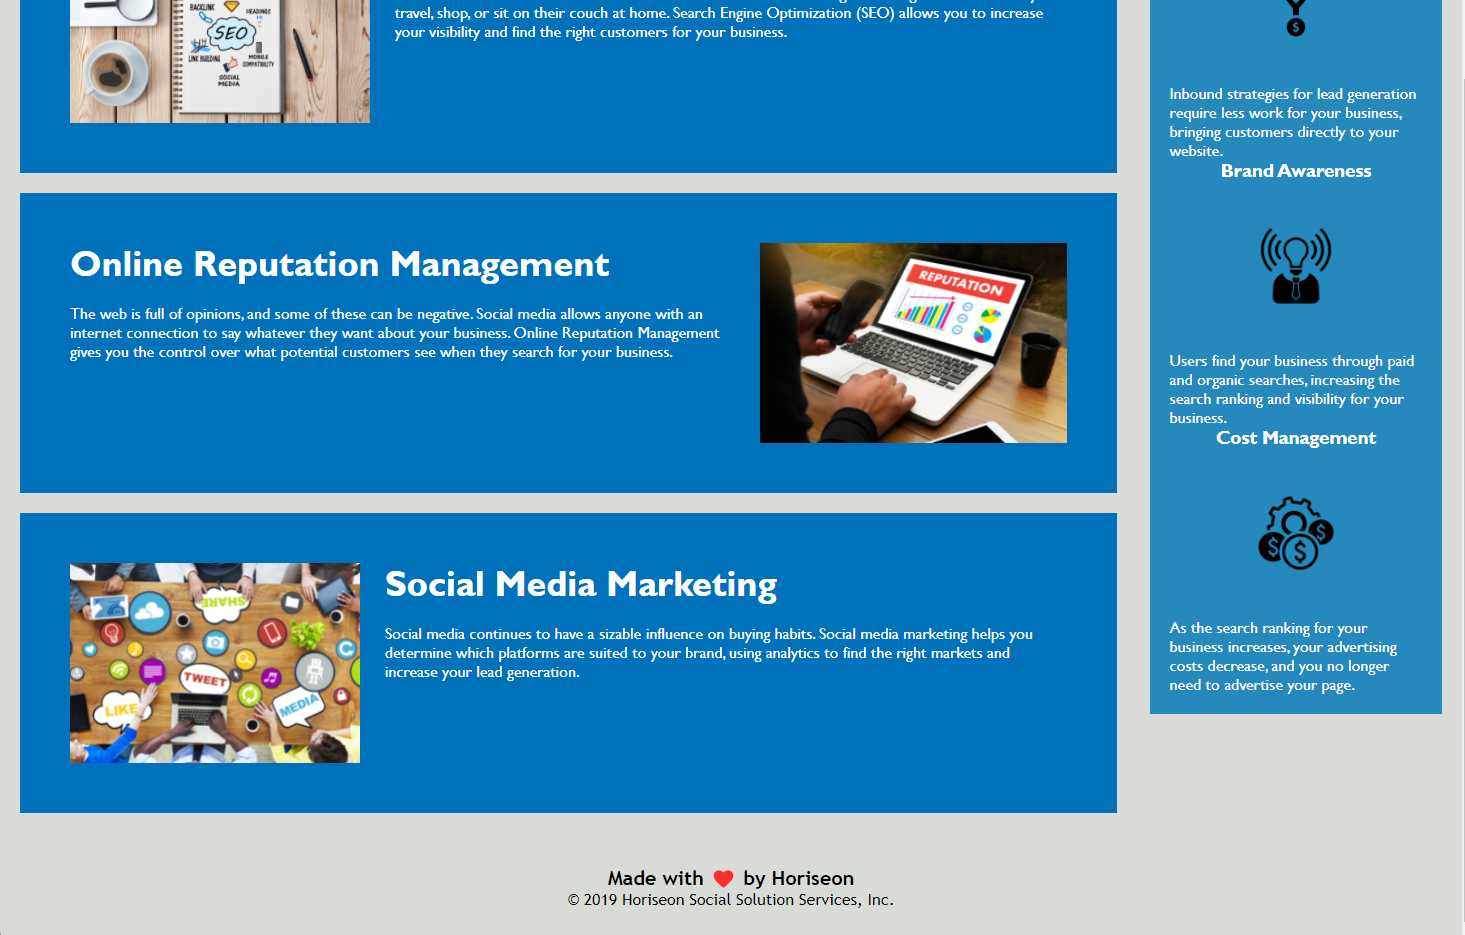 BACKLINK
HEADINGS
SEO
LINK BUILDING
MOBILE
COMPATIBILITY
SOCIAL
MEDIA
travel, shop, or sit on their couch at home. Search Engine Optimization (SEO) allows you to increase
your visibility and find the right customers for your business.
Online Reputation Management
The web is full of opinions, and some of these can be negative. Social media allows anyone with an
internet connection to say whatever they want about your business. Online Reputation Management
gives you the control over what potential customers see when they search for your business.
REPUTATION
SHARE
TWEET
LIKE
MEDIA
Social Media Marketing
Social media continues to have a sizable influence on buying habits. Social media marketing helps you
determine which platforms are suited to your brand, using analytics to find the right markets and
increase your lead generation.
$
Inbound strategies for lead generation
require less work for your business,
bringing customers directly to your
website.
Brand Awareness
Users find your business through paid
and organic searches, increasing the
search ranking and visibility for your
business.
Cost Management
$ $ $
As the search ranking for your
business increases, your advertising
costs decrease, and you no longer
need to advertise your page.
Made with ❤️ by Horiseon
© 2019 Horiseon Social Solution Services, Inc.